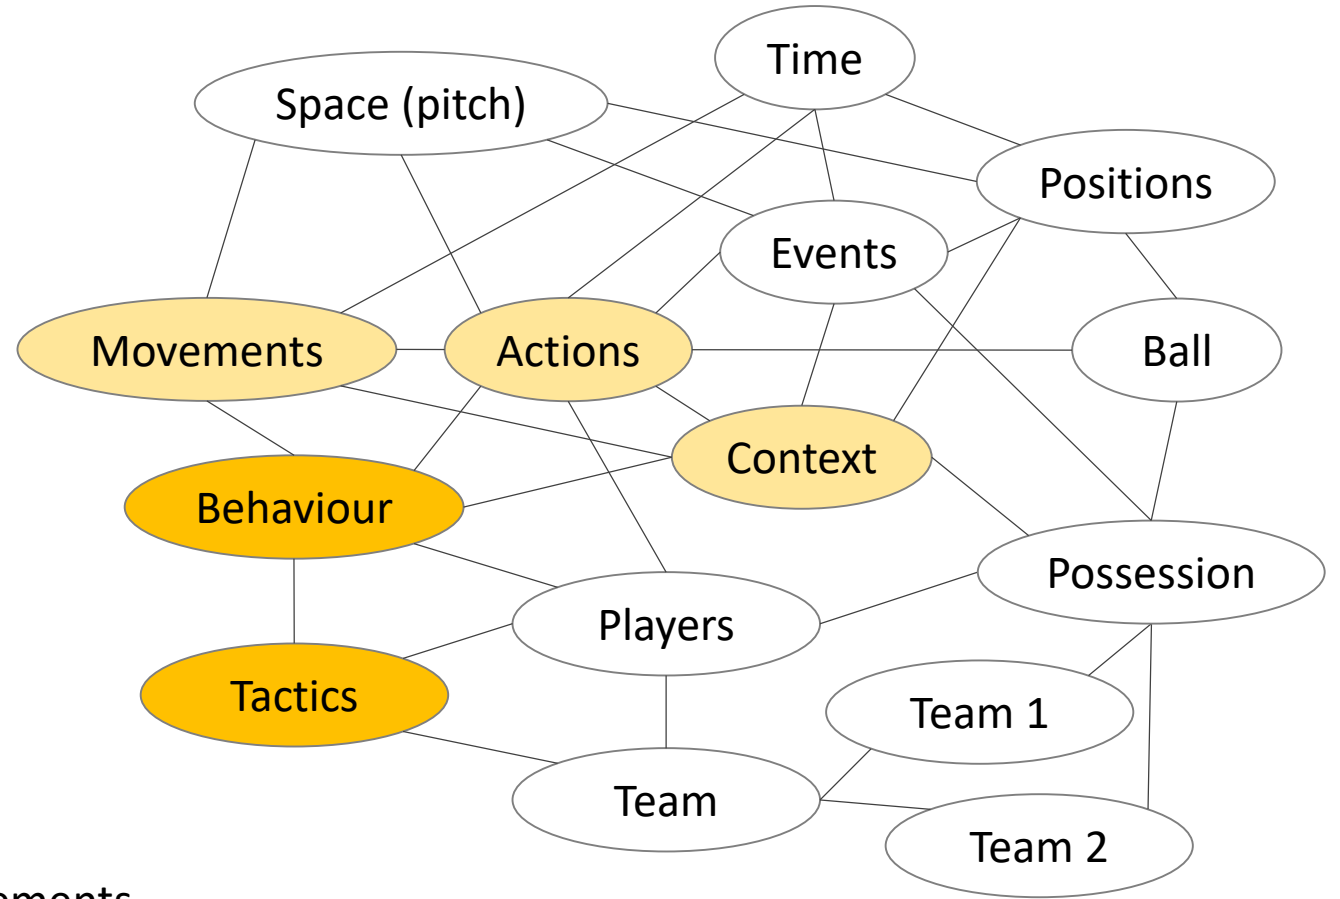 Time
Space (pitch)
Positions
Events
Movements
Actions
Ball
Context
Behaviour
Possession
Players
Tactics
Team 1
Team
Team 2